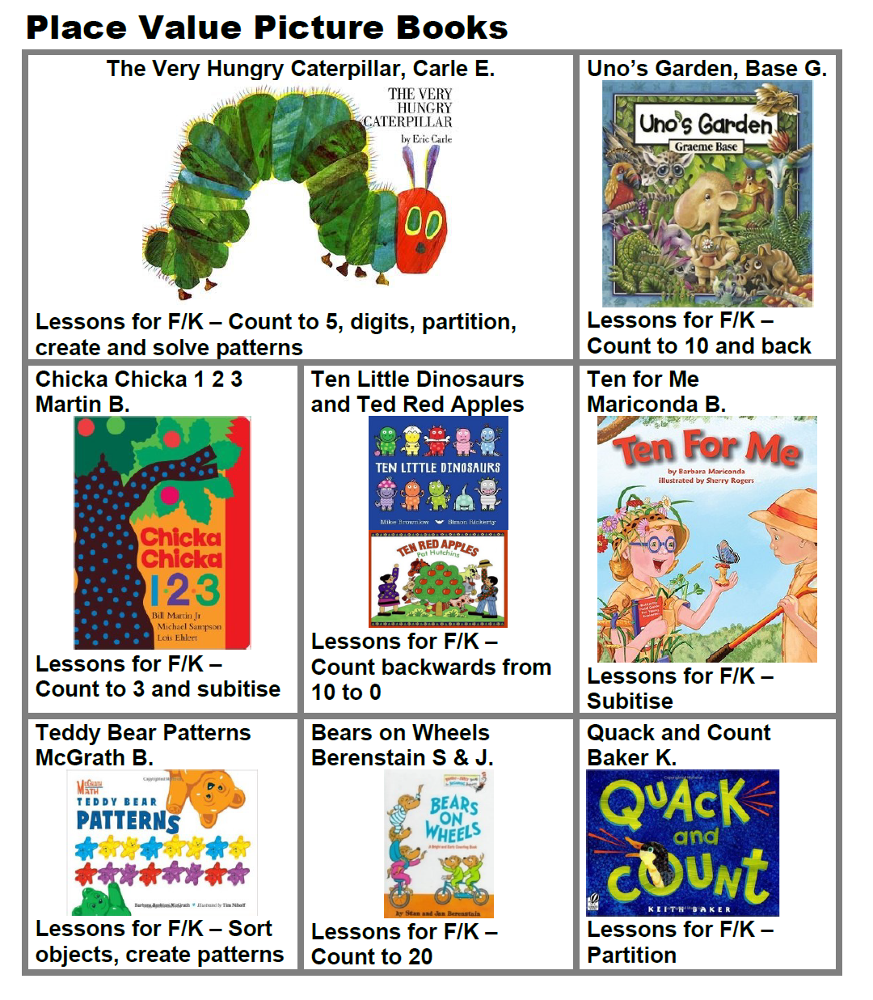 Place Value Picture Books
The Very Hungry Caterpillar, Carle E.
THE VERY
HUNGRY
CATERPILLAR
by Eric Carle
Lessons for F/K – Count to 5, digits, partition,
create and solve patterns
Uno’s Garden, Base G.
Uno's Garden
Graeme Base
Lessons for F/K –
Count to 10 and back
Chicka Chicka 1 2 3
Martin B.
Chicka
Chicka
1·2·3
Bill Martin Jr
Michael Sampson
Lois Ehlert
Lessons for F/K –
Count to 3 and subitise
Ten Little Dinosaurs
and Ted Red Apples
TEN LITTLE DINOSAURS
Mike Brownlow Simon Rickerty
TEN RED APPLES
Pat Hutchins
Lessons for F/K –
Count backwards from
10 to 0
Ten for Me
Mariconda B.
Ten For Me
by Barbara Mariconda
illustrated by Sherry Rogers
Lessons for F/K –
Subitise
Teddy Bear Patterns
McGrath B.
Copyrighted
McGRATH
MATH
TEDDY BEAR
PATTERNS
Barbara Barbieri McGrath Illustrated by Tim Nihoff
Lessons for F/K – Sort
objects, create patterns
Bears on Wheels
Berenstain S & J.
BEARS
ON
WHEELS
A Bright and Early Counting Book
by Stan and Jan Berenstain
Lessons for F/K –
Count to 20
Quack and Count
Baker K.
QUACK
and
COUNT
KEITH BAKER
Lessons for F/K –
Partition